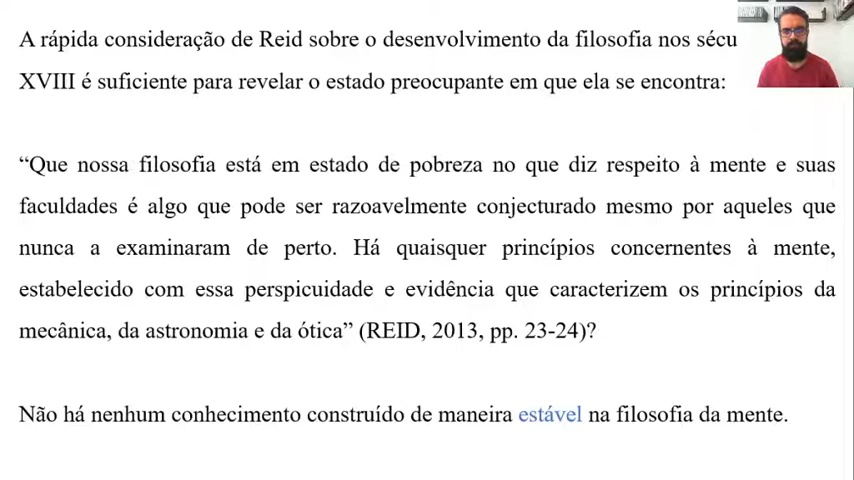 A rápida consideração de Reid sobre o desenvolvimento da filosofia nos
XVIII é suficiente para revelar o estado preocupante em que ela se encontra:
“Que nossa filosofia está em estado de pobreza no que diz respeito à mente e suas
faculdades é algo que pode ser razoavelmente conjecturado mesmo por aqueles que
nunca a examinaram de perto. Há quaisquer princípios concernentes à mente,
estabelecido com essa perspicuidade e evidência que caracterizem os princípios da
mecânica, da astronomia e da ótica” (REID, 2013, pp. 23-24)?
Não há nenhum conhecimento construído de maneira estável na filosofia da mente.